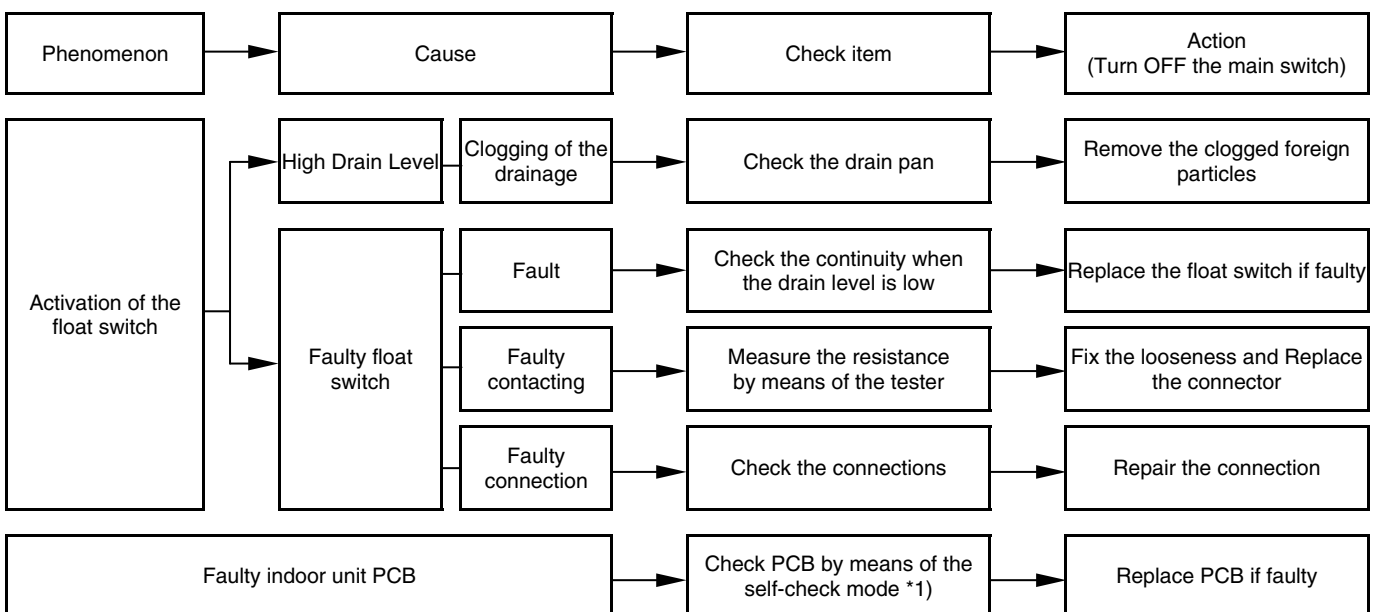 Phenomenon
Cause
Check item
Action
(Turn OFF the main switch)
Activation of the
float switch
High Drain Level
Clogging of the
drainage
Check the drain pan
Remove the clogged foreign
particles
Faulty float
switch
Fault
Check the continuity when
the drain level is low
Replace the float switch if faulty
Faulty
contacting
Measure the resistance
by means of the tester
Fix the looseness and Replace
the connector
Faulty
connection
Check the connections
Repair the connection
Faulty indoor unit PCB
Check PCB by means of the
self-check mode *1)
Replace PCB if faulty